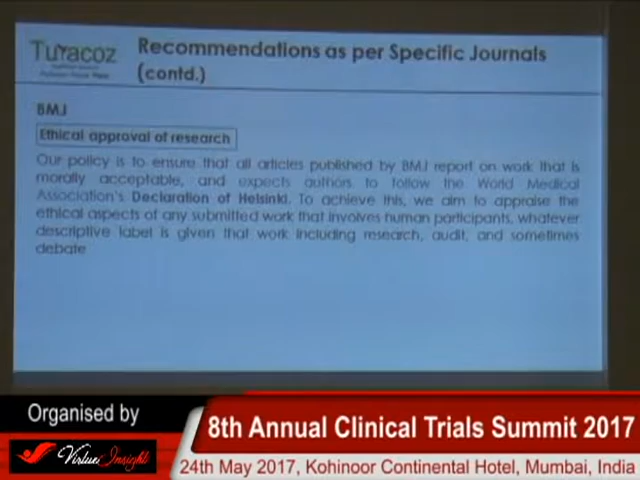 Turacoz
Recommendations as per Specific Journals
(contd.)
BMJ
Ethical approval of research
Our policy is to ensure that all articles published by BMJ report on work that is
morally acceptable, and expects authors to follow the World Medical
Association's Declaration of Helsinki. To achieve this, we aim to appraise the
ethical aspects of any submitted work that involves human participants, whatever
descriptive label is given that work including research, audit, and sometimes
debate
Organised by
Virtue Insight
8th Annual Clinical Trials Summit 2017
24th May 2017, Kohinoor Continental Hotel, Mumbai, India